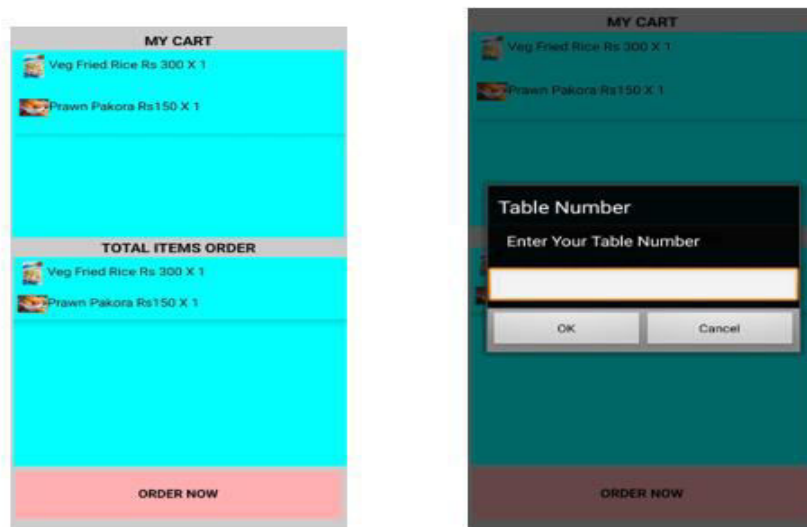 MY CART
Veg Fried Rice Rs 300 X 1
Prawn Pakora Rs150 X 1
TOTAL ITEMS ORDER
Veg Fried Rice Rs 300 X 1
Prawn Pakora Rs150 X 1
ORDER NOW
MY CART
Veg Fried Rice Rs 300 X 1
Prawn Pakora Rs150 X 1
Table Number
Enter Your Table Number
OK
Cancel
ORDER NOW